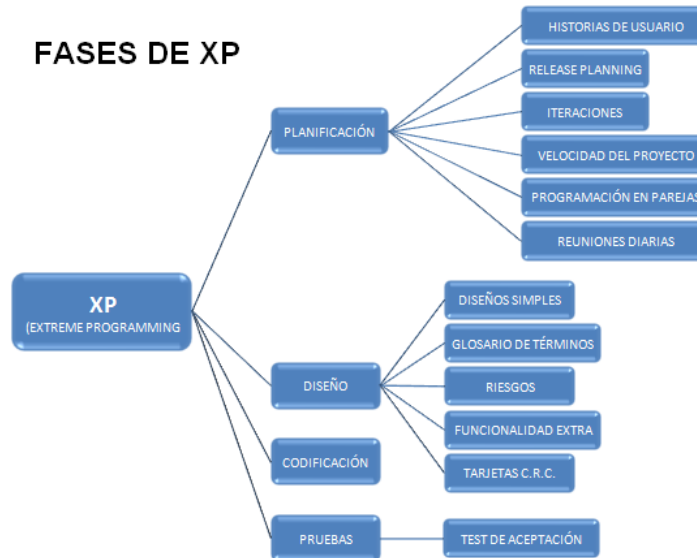 FASES DE XP
HISTORIAS DE USUARIO
RELEASE PLANNING
ITERACIONES
PLANIFICACIÓN
VELOCIDAD DEL PROYECTO
PROGRAMACIÓN EN PAREJAS
REUNIONES DIARIAS
XP
(EXTREME PROGRAMMING
DISEÑOS SIMPLES
GLOSARIO DE TÉRMINOS
DISEÑO
RIESGOS
FUNCIONALIDAD EXTRA
TARJETAS C.R.C.
CODIFICACIÓN
PRUEBAS
TEST DE ACEPTACIÓN